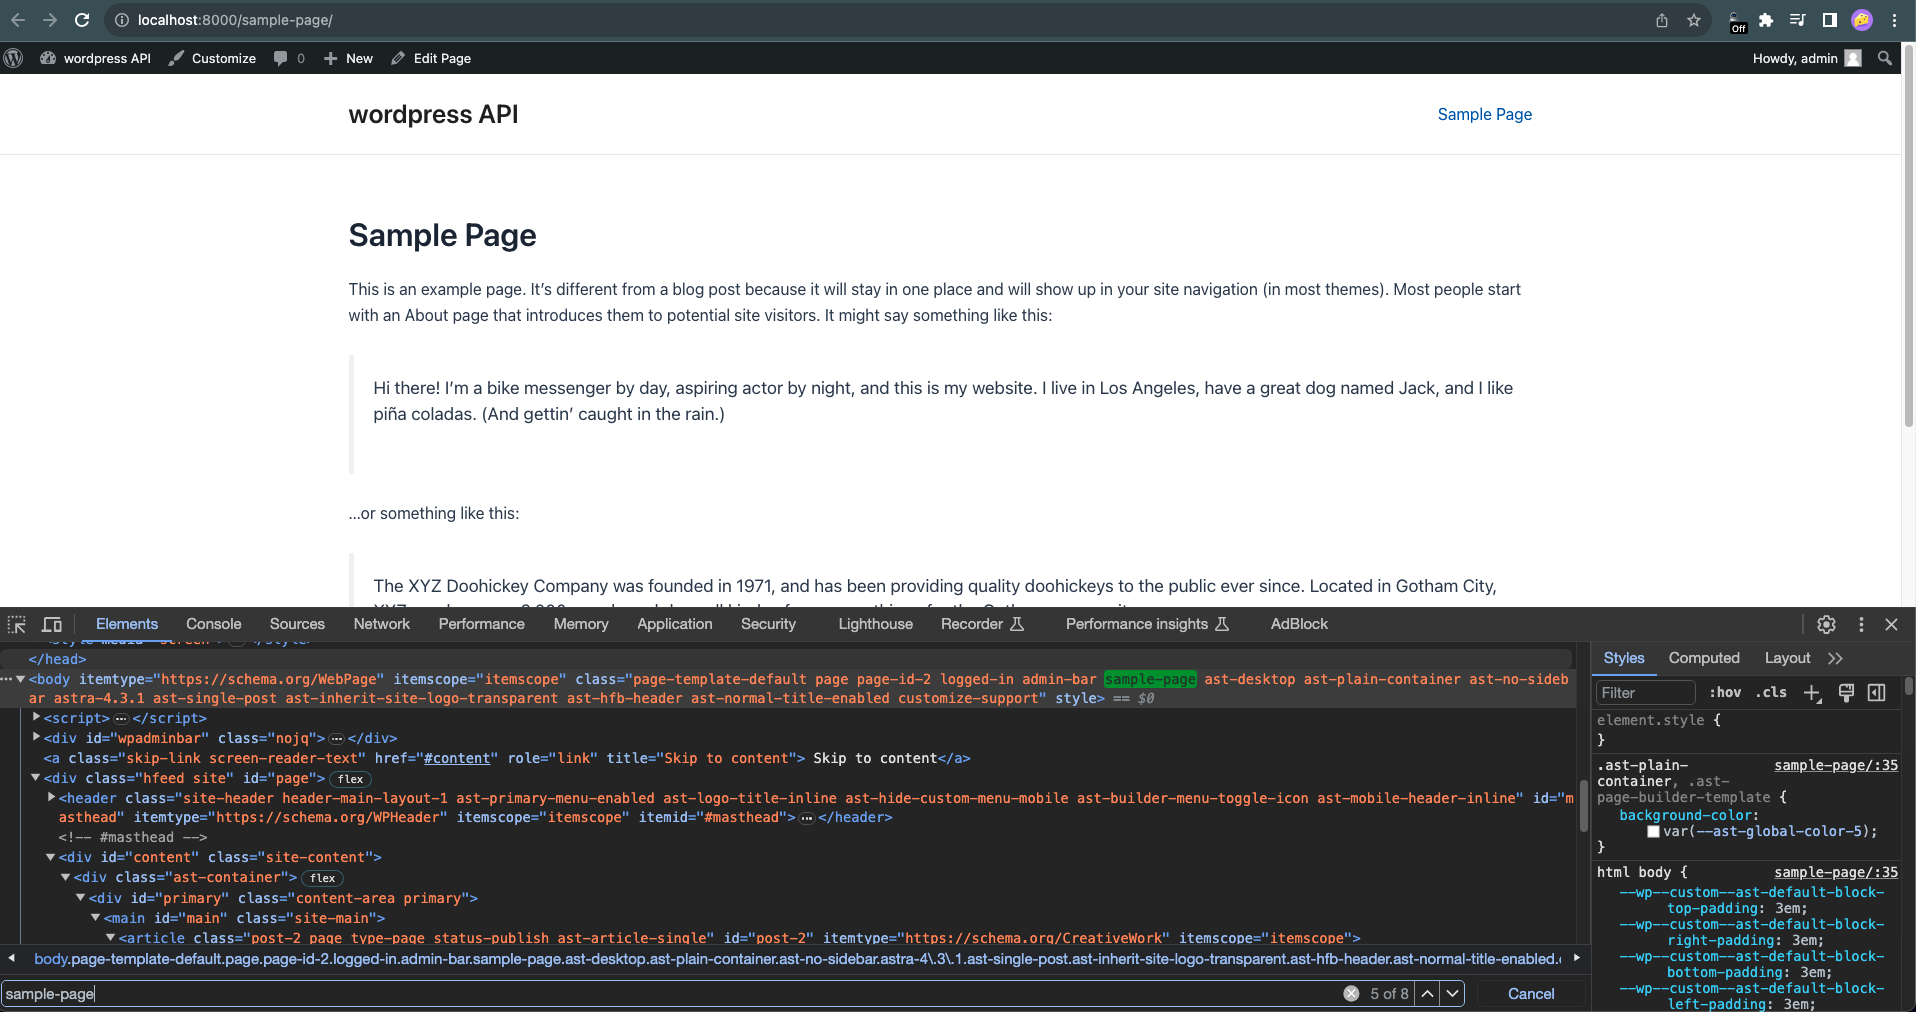 localhost:8000/sample-page/
Off
wordpress API Customize 0 New Edit Page Howdy, admin
wordpress API Sample Page
Sample Page
This is an example page. It’s different from a blog post because it will stay in one place and will show up in your site navigation (in most themes). Most people start
with an About page that introduces them to potential site visitors. It might say something like this:
Hi there! I’m a bike messenger by day, aspiring actor by night, and this is my website. I live in Los Angeles, have a great dog named Jack, and I like
piña coladas. (And gettin’ caught in the rain.)
…or something like this:
The XYZ Doohickey Company was founded in 1971, and has been providing quality doohickeys to the public ever since. Located in Gotham City,
Elements Console Sources Network Performance Memory Application Security Lighthouse Recorder Performance insights AdBlock
</head>
<body itemtype="https://schema.org/WebPage" itemscope="itemscope" class="page-template-default page page-id-2 logged-in admin-bar sample-page ast-desktop ast-plain-container ast-no-sideb
ar astra-4.3.1 ast-single-post ast-inherit-site-logo-transparent ast-hfb-header ast-normal-title-enabled customize-support" style> == $0
<script>…</script>
<div id="wpadminbar" class="nojq">…</div>
<a class="skip-link screen-reader-text" href="#content" role="link" title="Skip to content"> Skip to content</a>
<div class="hfeed site" id="page"> flex
<header class="site-header header-main-layout-1 ast-primary-menu-enabled ast-logo-title-inline ast-hide-custom-menu-mobile ast-builder-menu-toggle-icon ast-mobile-header-inline" id="m
asthead" itemtype="https://schema.org/WPHeader" itemscope="itemscope" itemid="#masthead">…</header>
<!-- #masthead -->
<div id="content" class="site-content">
<div class="ast-container"> flex
<div id="primary" class="content-area primary">
<main id="main" class="site-main">
<article class="post-2 page type-page status-publish ast-article-single" id="post-2" itemtype="https://schema.org/CreativeWork" itemscope="itemscope">
body.page-template-default.page.page-id-2.logged-in.admin-bar.sample-page.ast-desktop.ast-plain-container.ast-no-sidebar.astra-4\.3\.1.ast-single-post.ast-inherit-site-logo-transparent.ast-hfb-header.ast-normal-title-enabled.
sample-page 5 of 8 Cancel
Styles Computed Layout
Filter :hov .cls
element.style {
}
.ast-plain- sample-page/:35
container, .ast-
page-builder-template {
background-color:
var(--ast-global-color-5);
}
html body { sample-page/:35
--wp--custom--ast-default-block-
top-padding: 3em;
--wp--custom--ast-default-block-
right-padding: 3em;
--wp--custom--ast-default-block-
bottom-padding: 3em;
--wp--custom--ast-default-block-
left-padding: 3em;